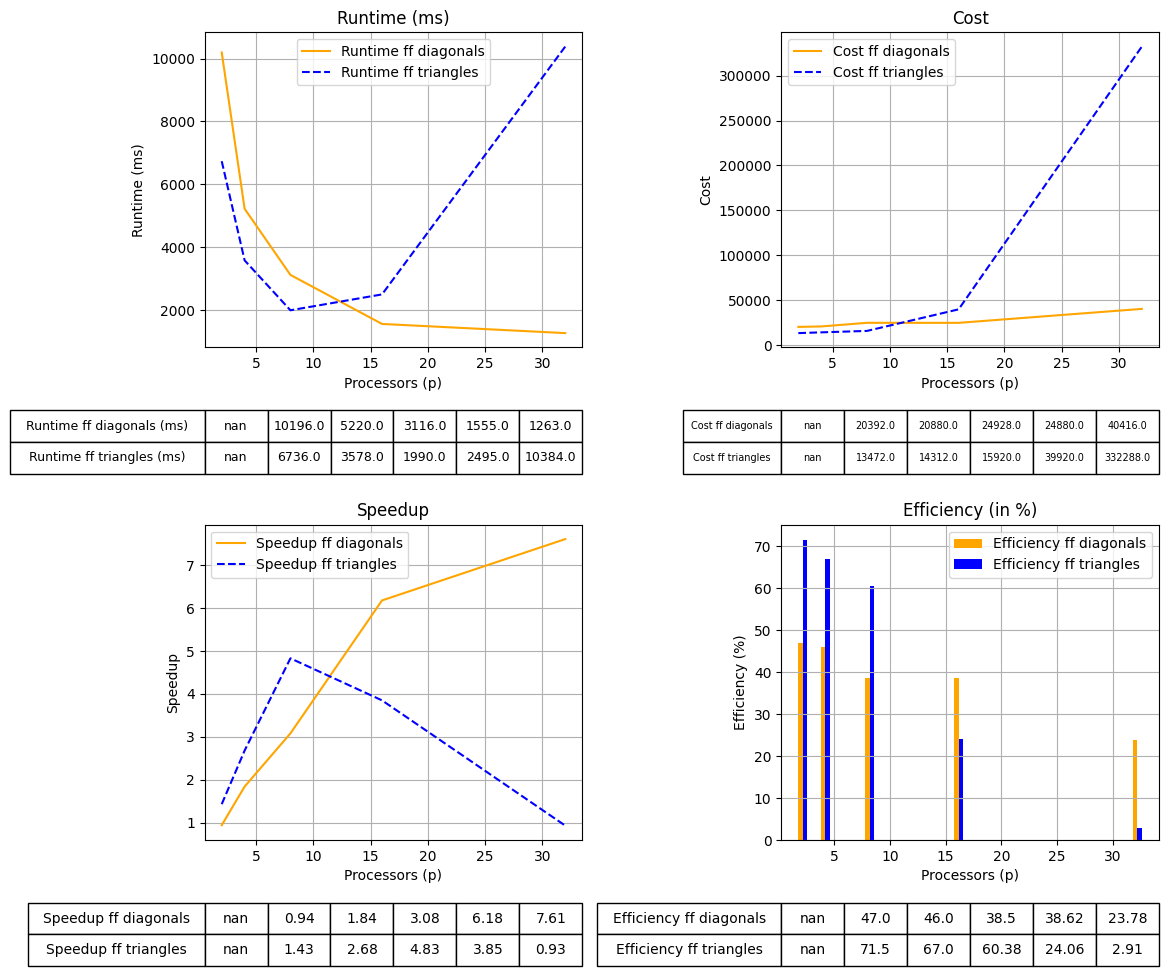 Runtime (ms)
Runtime ff diagonals
Runtime ff triangles
10000
8000
6000
4000
2000
Runtime (ms)
5 10 15 20 25 30
Processors (p)
Runtime ff diagonals (ms) nan 10196.0 5220.0 3116.0 1555.0 1263.0
Runtime ff triangles (ms) nan 6736.0 3578.0 1990.0 2495.0 10384.0
Cost
Cost ff diagonals
Cost ff triangles
300000
250000
200000
150000
100000
50000
0
Cost
5 10 15 20 25 30
Processors (p)
Cost ff diagonals nan 20392.0 20880.0 24928.0 24880.0 40416.0
Cost ff triangles nan 13472.0 14312.0 15920.0 39920.0 332288.0
Speedup
Speedup ff diagonals
Speedup ff triangles
7
6
5
4
3
2
1
Speedup
5 10 15 20 25 30
Processors (p)
Speedup ff diagonals nan 0.94 1.84 3.08 6.18 7.61
Speedup ff triangles nan 1.43 2.68 4.83 3.85 0.93
Efficiency (in %)
Efficiency ff diagonals
Efficiency ff triangles
70
60
50
40
30
20
10
0
Efficiency (%)
5 10 15 20 25 30
Processors (p)
Efficiency ff diagonals nan 47.0 46.0 38.5 38.62 23.78
Efficiency ff triangles nan 71.5 67.0 60.38 24.06 2.91